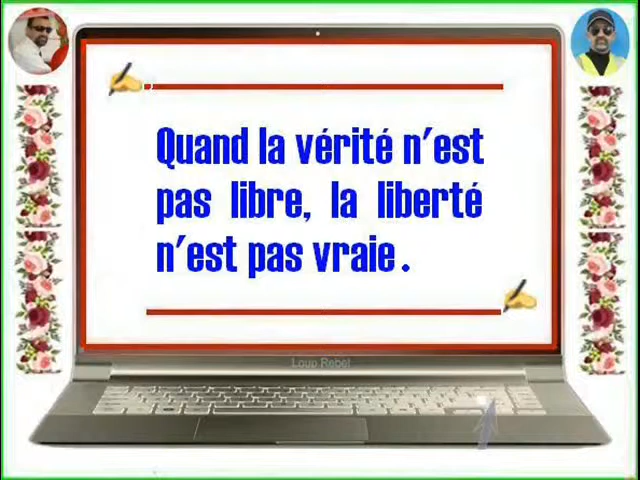 Quand la vérité n'est
pas libre, la liberté
n'est pas vraie.
Loup Rebel